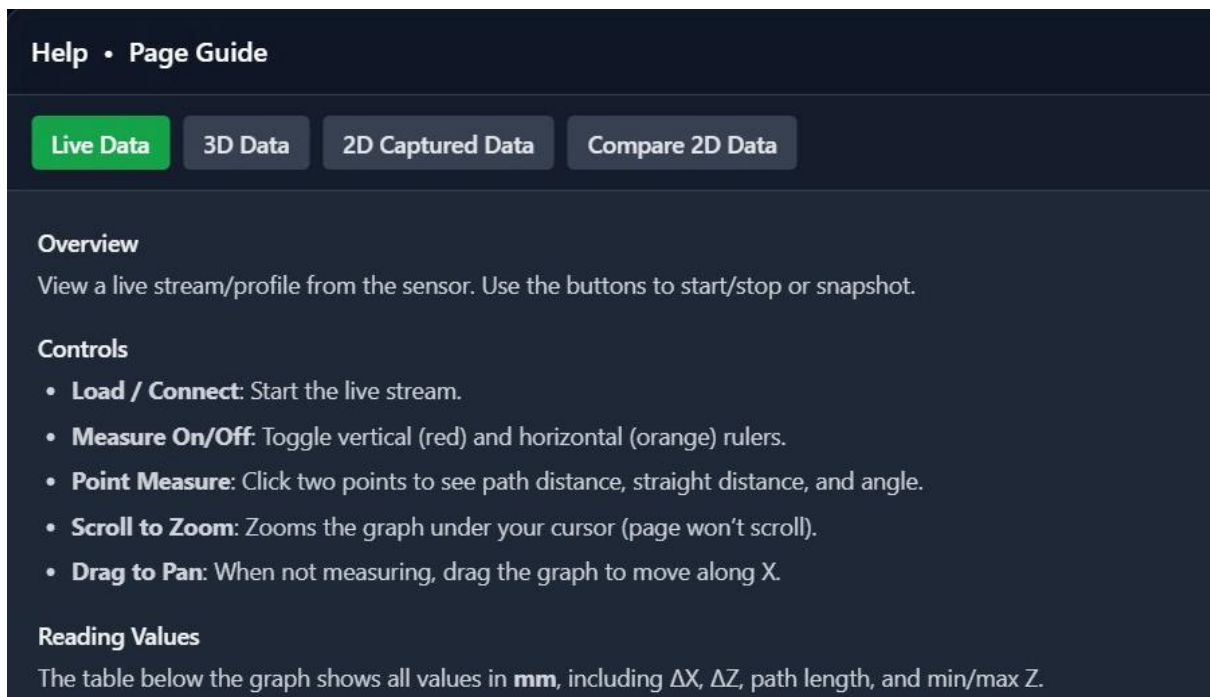 Help • Page Guide
Live Data 3D Data 2D Captured Data Compare 2D Data
Overview
View a live stream/profile from the sensor. Use the buttons to start/stop or snapshot.
Controls
• Load / Connect: Start the live stream.
• Measure On/Off: Toggle vertical (red) and horizontal (orange) rulers.
• Point Measure: Click two points to see path distance, straight distance, and angle.
• Scroll to Zoom: Zooms the graph under your cursor (page won’t scroll).
• Drag to Pan: When not measuring, drag the graph to move along X.
Reading Values
The table below the graph shows all values in mm, including ΔX, ΔZ, path length, and min/max Z.